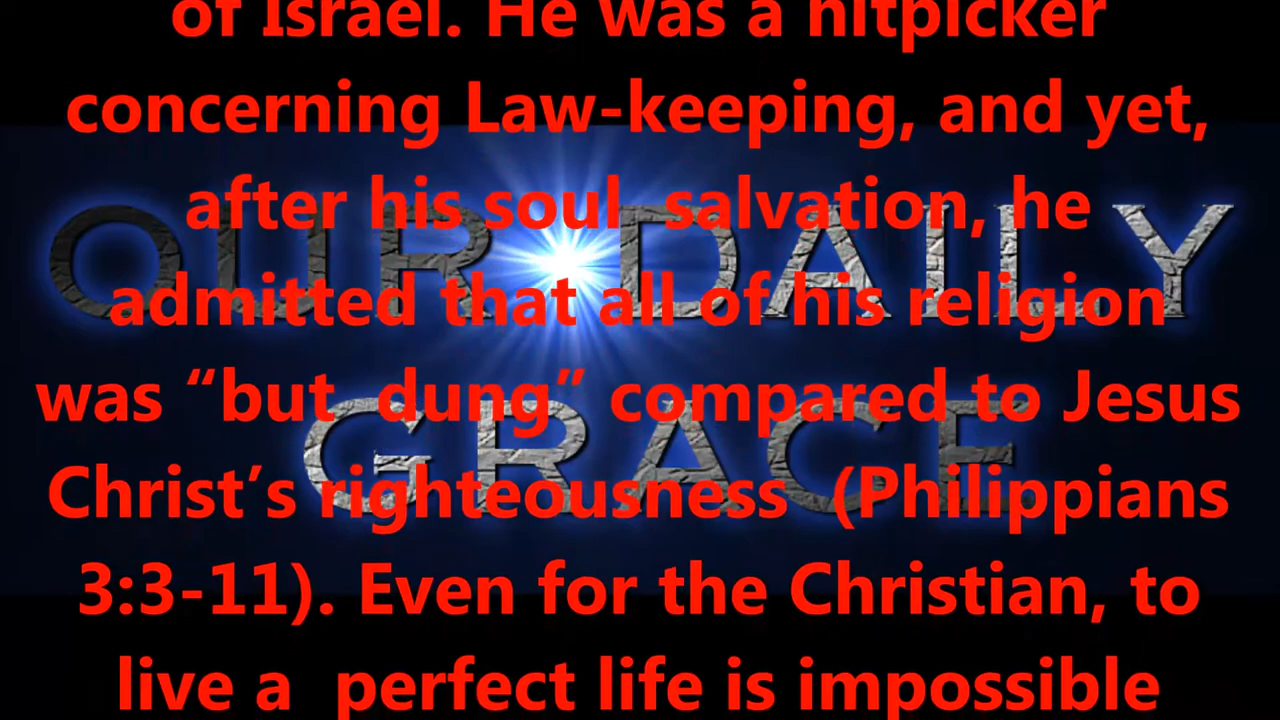 of Israel. He was a nitpicker
concerning Law-keeping, and yet,
after his soul  salvation, he
OUR DAILY
admitted that all of his religion
was “but  dung” compared to Jesus
GRACE
Christ’s righteousness  (Philippians
3:3-11). Even for the Christian, to
live a  perfect life is impossible